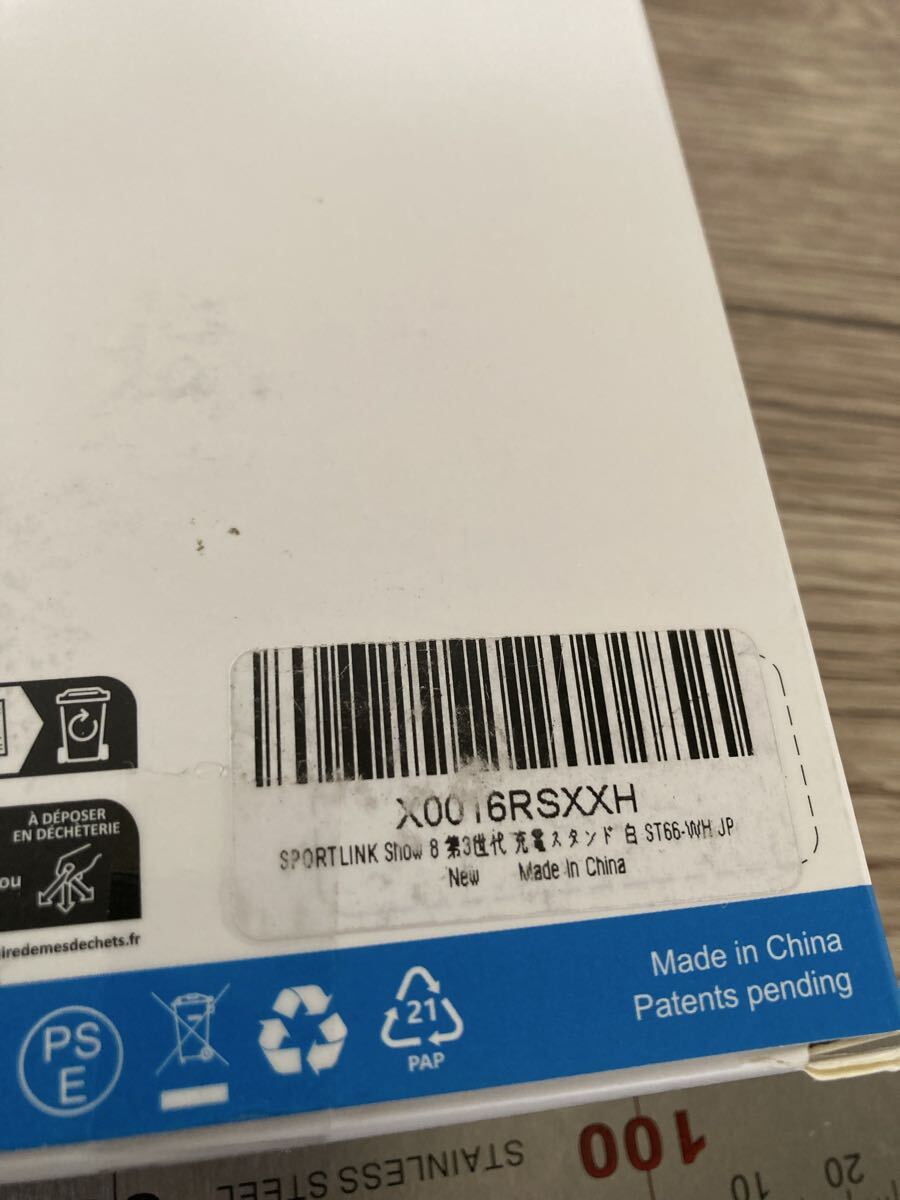 X0016RSXXH
SPORTLINK Show 8 第3世代 充電スタンド 白 ST66-WH JP
New Made In China
À DÉPOSER
EN DÉCHÈTERIE
ou
iredemesdechets.fr
Made in China
Patents pending
PS
E
21
PAP
STAINLESS STEEL
100
10
20